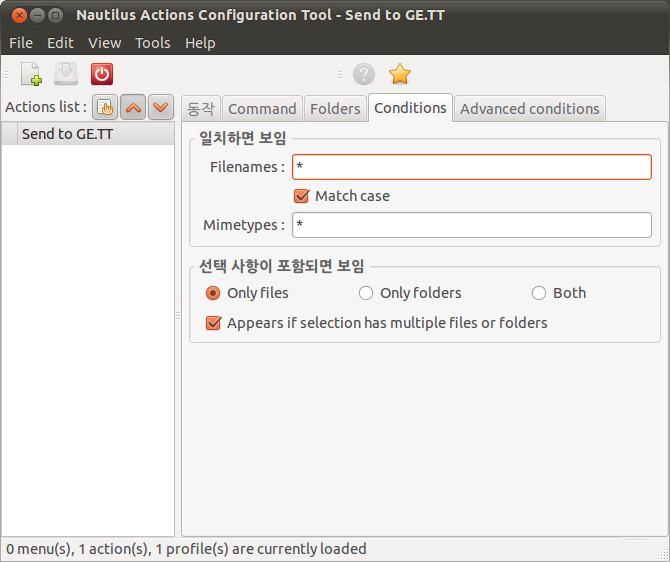 Nautilus Actions Configuration Tool - Send to GE.TT
File Edit View Tools Help
Actions list :
동작 Command Folders Conditions Advanced conditions
Send to GE.TT
일치하면 보임
Filenames : *
Match case
Mimetypes : *
선택 사항이 포함되면 보임
Only files Only folders Both
Appears if selection has multiple files or folders
0 menu(s), 1 action(s), 1 profile(s) are currently loaded